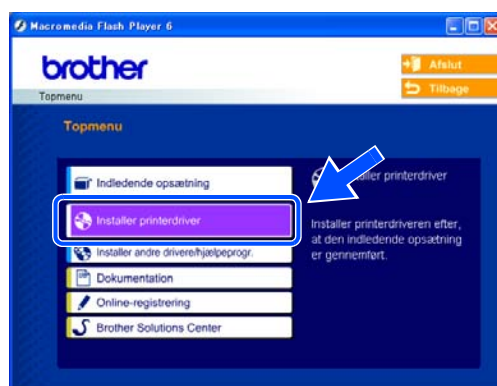 Macromedia Flash Player 6
brother
Afslut
Tilbage
Topmenu
Topmenu
Indledende opsætning
Installer printerdriver
Installer andre drivere/hjælpeprogr.
Dokumentation
Online-registrering
Brother Solutions Center
printerdriver
Installer printerdriveren efter,
at den indledende opsætning
er gennemført.